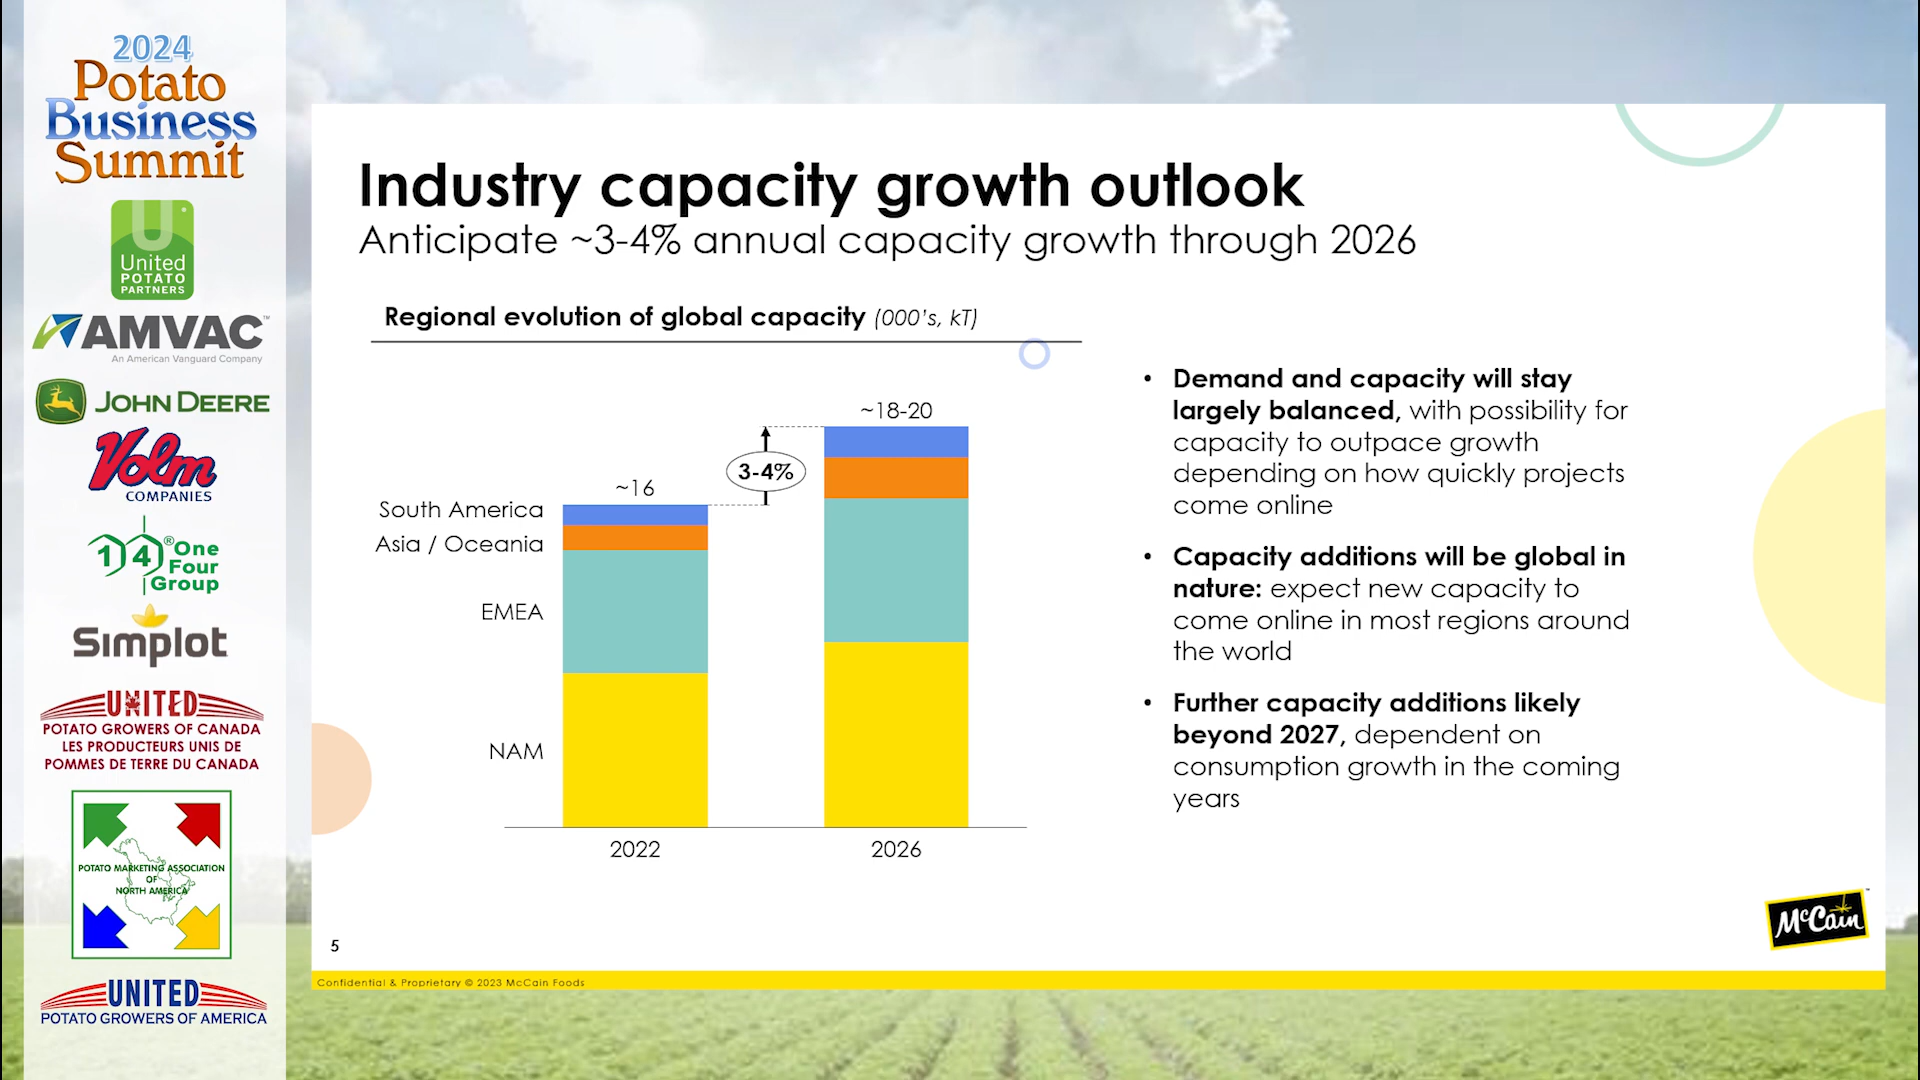 2024
Potato
Business
Summit
United
POTATO
PARTNERS
AMVAC™
An American Vanguard Company
JOHN DEERE
Volm
COMPANIES
14® One
Four
Group
Simplot
UNITED
POTATO GROWERS OF CANADA
LES PRODUCTEURS UNIS DE
POMMES DE TERRE DU CANADA
POTATO MARKETING ASSOCIATION
OF
NORTH AMERICA
UNITED
POTATO GROWERS OF AMERICA
Industry capacity growth outlook
Anticipate ~3-4% annual capacity growth through 2026
Regional evolution of global capacity (000's, kT)
~18-20
3-4%
~16
South America
Asia / Oceania
EMEA
NAM
2022
2026
• Demand and capacity will stay
largely balanced, with possibility for
capacity to outpace growth
depending on how quickly projects
come online
• Capacity additions will be global in
nature: expect new capacity to
come online in most regions around
the world
• Further capacity additions likely
beyond 2027, dependent on
consumption growth in the coming
years
McCain™
5
Confidential & Proprietary © 2023 McCain Foods